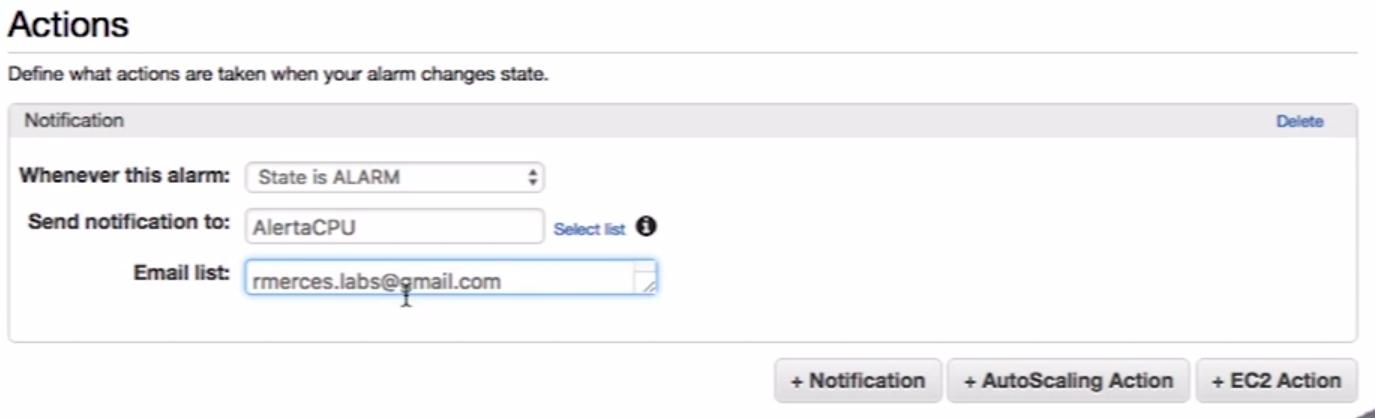 Actions
Define what actions are taken when your alarm changes state.
Notification Delete
Whenever this alarm: State is ALARM
Send notification to: AlertaCPU Select list
Email list: rmerces.labs@gmail.com
+ Notification + AutoScaling Action + EC2 Action